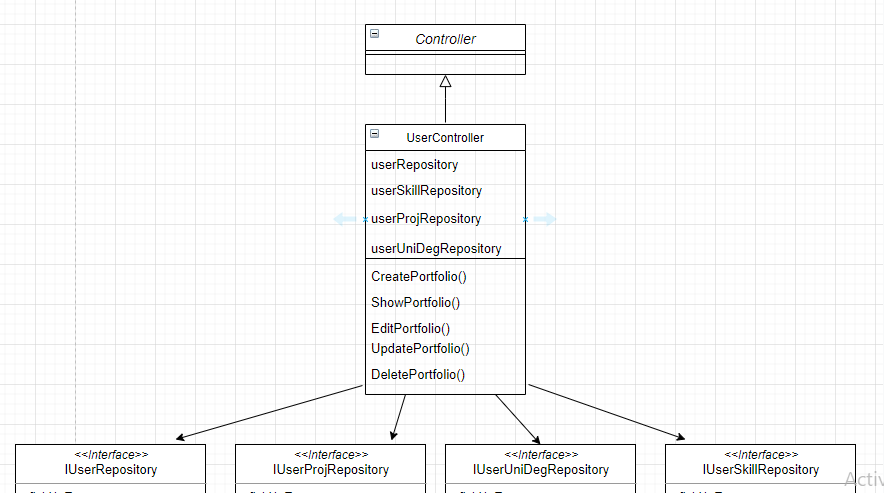 Controller
UserController
userRepository
userSkillRepository
userProjRepository
userUniDegRepository
CreatePortfolio()
ShowPortfolio()
EditPortfolio()
UpdatePortfolio()
DeletePortfolio()
<<Interface>>
IUserRepository
<<Interface>>
IUserProjRepository
<<Interface>>
IUserUniDegRepository
<<Interface>>
IUserSkillRepository
Activ